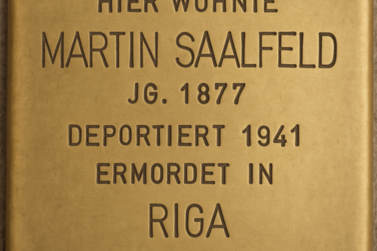 HIER WOHNTE
MARTIN SAALFELD
JG. 1877
DEPORTIERT 1941
ERMORDET IN
RIGA